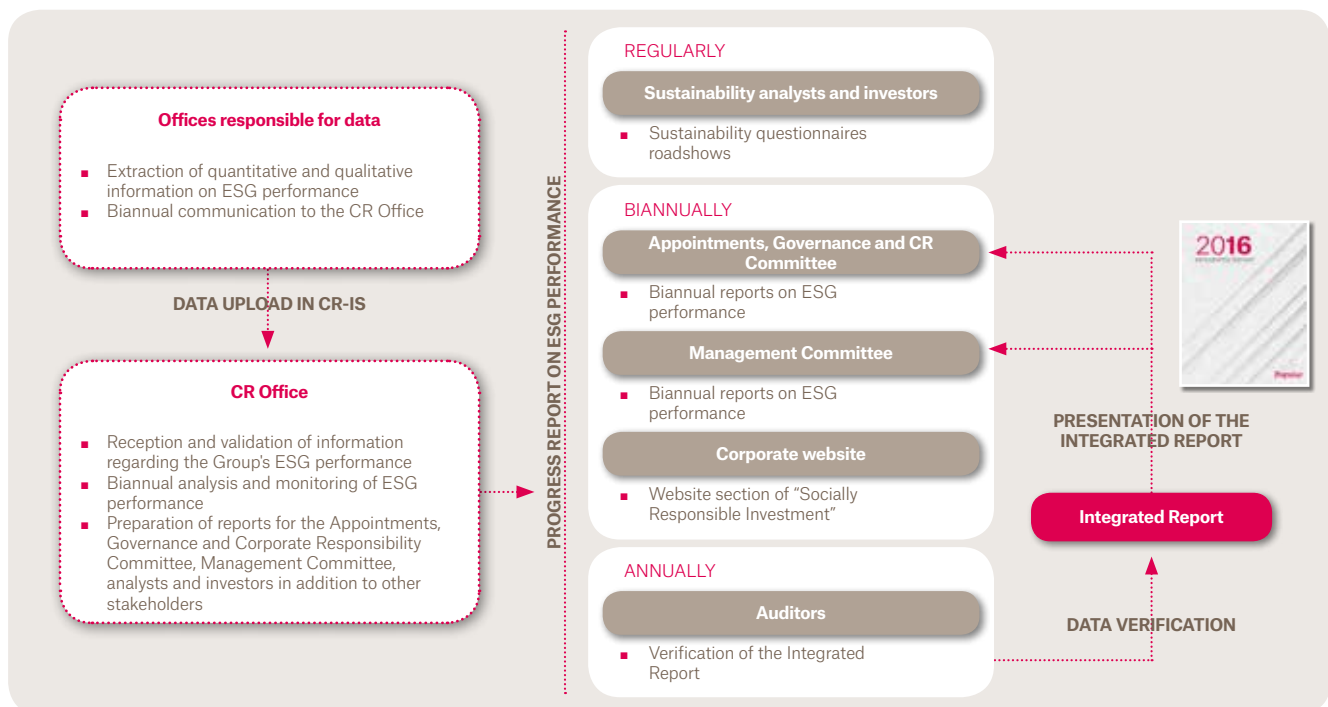 Offices responsible for data
■ Extraction of quantitative and qualitative
information on ESG performance
■ Biannual communication to the CR Office
DATA UPLOAD IN CR-IS
CR Office
■ Reception and validation of information
regarding the Group's ESG performance
■ Biannual analysis and monitoring of ESG
performance
■ Preparation of reports for the Appointments,
Governance and Corporate Responsibility
Committee, Management Committee,
analysts and investors in addition to other
stakeholders
PROGRESS REPORT ON ESG PERFORMANCE
REGULARLY
Sustainability analysts and investors
■ Sustainability questionnaires
roadshows
BIANNUALLY
Appointments, Governance and CR
Committee
■ Biannual reports on ESG
performance
Management Committee
■ Biannual reports on ESG
performance
Corporate website
■ Website section of “Socially
Responsible Investment”
ANNUALLY
Auditors
■ Verification of the Integrated
Report
2016
Popular
PRESENTATION OF THE
INTEGRATED REPORT
Integrated Report
DATA VERIFICATION